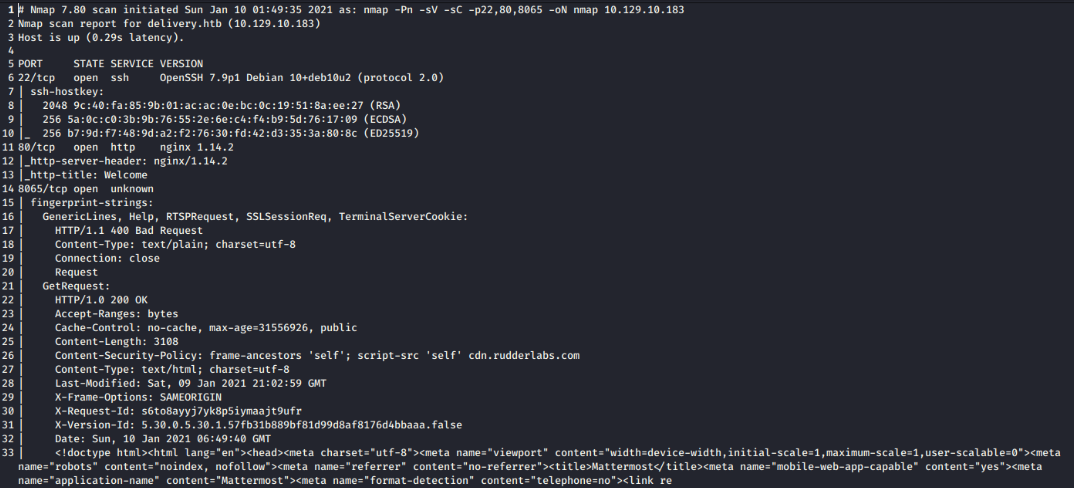 1 # Nmap 7.80 scan initiated Sun Jan 10 01:49:35 2021 as: nmap -Pn -sV -sC -p22,80,8065 -oN nmap 10.129.10.183
2 Nmap scan report for delivery.htb (10.129.10.183)
3 Host is up (0.29s latency).
4
5 PORT     STATE SERVICE VERSION
6 22/tcp   open  ssh     OpenSSH 7.9p1 Debian 10+deb10u2 (protocol 2.0)
7 | ssh-hostkey:
8 |   2048 9c:40:fa:85:9b:01:ac:ac:0e:bc:0c:19:51:8a:ee:27 (RSA)
9 |   256 5a:0c:c0:3b:9b:76:55:2e:6e:c4:f4:b9:5d:76:17:09 (ECDSA)
10 |_  256 b7:9d:f7:48:9d:a2:f2:76:30:fd:42:d3:35:3a:80:8c (ED25519)
11 80/tcp   open  http    nginx 1.14.2
12 |_http-server-header: nginx/1.14.2
13 |_http-title: Welcome
14 8065/tcp open  unknown
15 | fingerprint-strings:
16 |   GenericLines, Help, RTSPRequest, SSLSessionReq, TerminalServerCookie:
17 |     HTTP/1.1 400 Bad Request
18 |     Content-Type: text/plain; charset=utf-8
19 |     Connection: close
20 |     Request
21 |   GetRequest:
22 |     HTTP/1.0 200 OK
23 |     Accept-Ranges: bytes
24 |     Cache-Control: no-cache, max-age=31556926, public
25 |     Content-Length: 3108
26 |     Content-Security-Policy: frame-ancestors 'self'; script-src 'self' cdn.rudderlabs.com
27 |     Content-Type: text/html; charset=utf-8
28 |     Last-Modified: Sat, 09 Jan 2021 21:02:59 GMT
29 |     X-Frame-Options: SAMEORIGIN
30 |     X-Request-Id: s6to8ayyj7yk8p5iymaajt9ufr
31 |     X-Version-Id: 5.30.0.5.30.1.57fb31b889bf81d99d8af8176d4bbaaa.false
32 |     Date: Sun, 10 Jan 2021 06:49:40 GMT
33 |     <!doctype html><html lang="en"><head><meta charset="utf-8"><meta name="viewport" content="width=device-width,initial-scale=1,maximum-scale=1,user-scalable=0"><meta
name="robots" content="noindex, nofollow"><meta name="referrer" content="no-referrer"><title>Mattermost</title><meta name="mobile-web-app-capable" content="yes"><meta
name="application-name" content="Mattermost"><meta name="format-detection" content="telephone=no"><link re